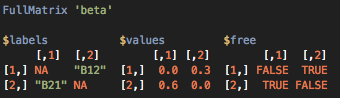 FullMatrix 'beta'
$labels $values $free
[,1] [,2] [,1] [,2] [,1] [,2]
[1,] NA "B12" [1,] 0.0 0.3 [1,] FALSE TRUE
[2,] "B21" NA [2,] 0.6 0.0 [2,] TRUE FALSE